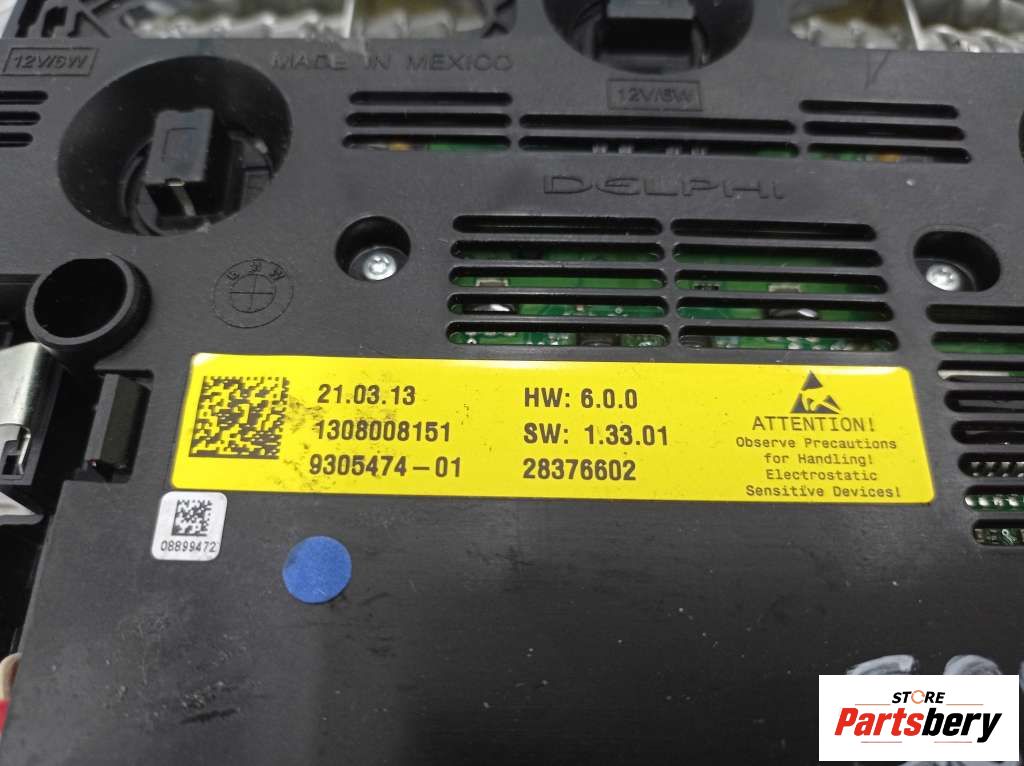 12V/6W
MADE IN MEXICO
12V/6W
DELPHI
BMW
21.03.13
HW: 6.0.0
1308008151
SW: 1.33.01
9305474-01
28376602
ATTENTION!
Observe Precautions
for Handling!
Electrostatic
Sensitive Devices!
08899472
STORE
Partsbery